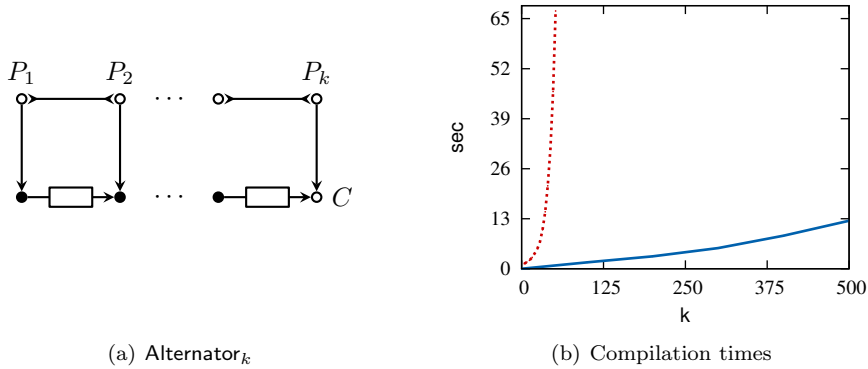 P₁ P₂ ⋯ Pₖ
⋯ C
(a) Alternatorₖ
sec
65
52
39
26
13
0
0 125 250 375 500
k
(b) Compilation times